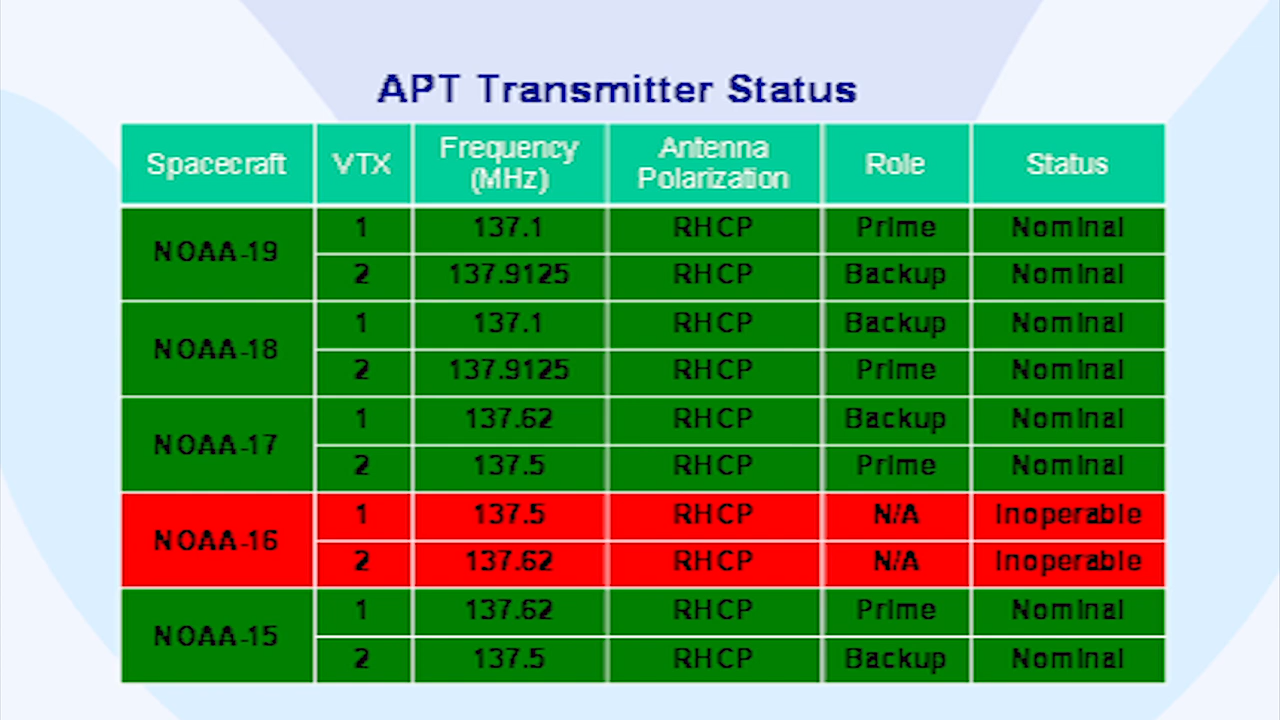 APT Transmitter Status
Spacecraft VTX Frequency (MHz) Antenna Polarization Role Status
NOAA-19 1 137.1 RHCP Prime Nominal
2 137.9125 RHCP Backup Nominal
NOAA-18 1 137.1 RHCP Backup Nominal
2 137.9125 RHCP Prime Nominal
NOAA-17 1 137.62 RHCP Backup Nominal
2 137.5 RHCP Prime Nominal
NOAA-16 1 137.5 RHCP N/A Inoperable
2 137.62 RHCP N/A Inoperable
NOAA-15 1 137.62 RHCP Prime Nominal
2 137.5 RHCP Backup Nominal